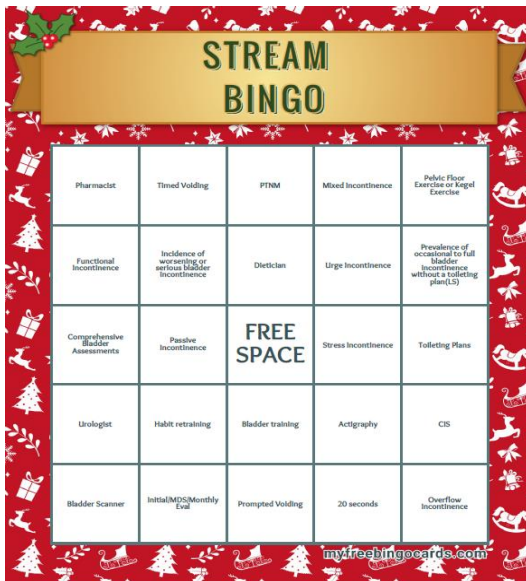 STREAM
BINGO
Pharmacist
Timed Voiding
PTNM
Mixed Incontinence
Pelvic Floor
Exercise or Kegel
Exercise
Functional
Incontinence
Incidence of
worsening or
serious bladder
incontinence
Dietician
Urge Incontinence
Prevalence of
occasional to full
bladder
incontinence
without a toileting
plan(LS)
Comprehensive
Bladder
Assessments
Passive
Incontinence
FREE
SPACE
Stress Incontinence
Toileting Plans
Urologist
Habit retraining
Bladder training
Actigraphy
CIS
Bladder Scanner
Initial/MDS/Monthly
Eval
Prompted Voiding
20 seconds
Overflow
Incontinence
myfreebingocards.com